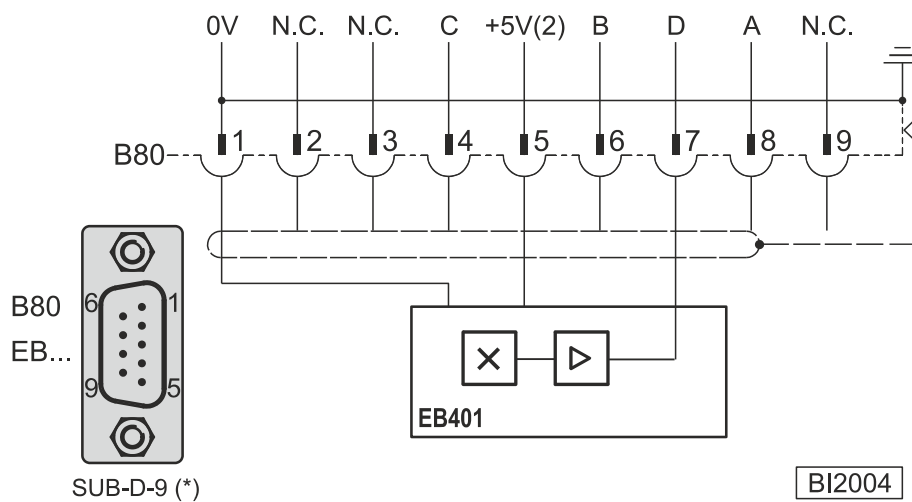 0V N.C. N.C. C +5V(2) B D A N.C.
B80 1 2 3 4 5 6 7 8 9
B80
EB...
6 1
9 5
EB401
SUB-D-9 (*)
BI2004